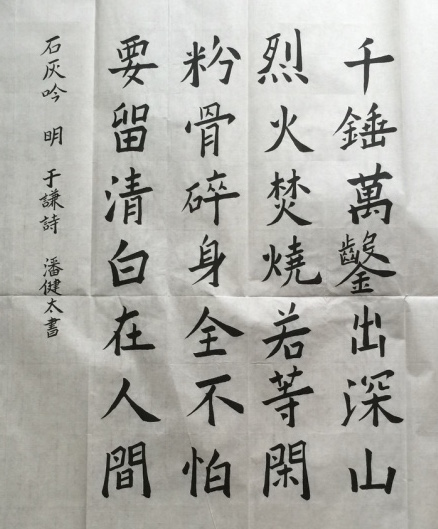 千錘萬鑿出深山
烈火焚燒若等閑
粉骨碎身全不怕
要留清白在人間
石灰吟 明 于謙詩 潘健太書